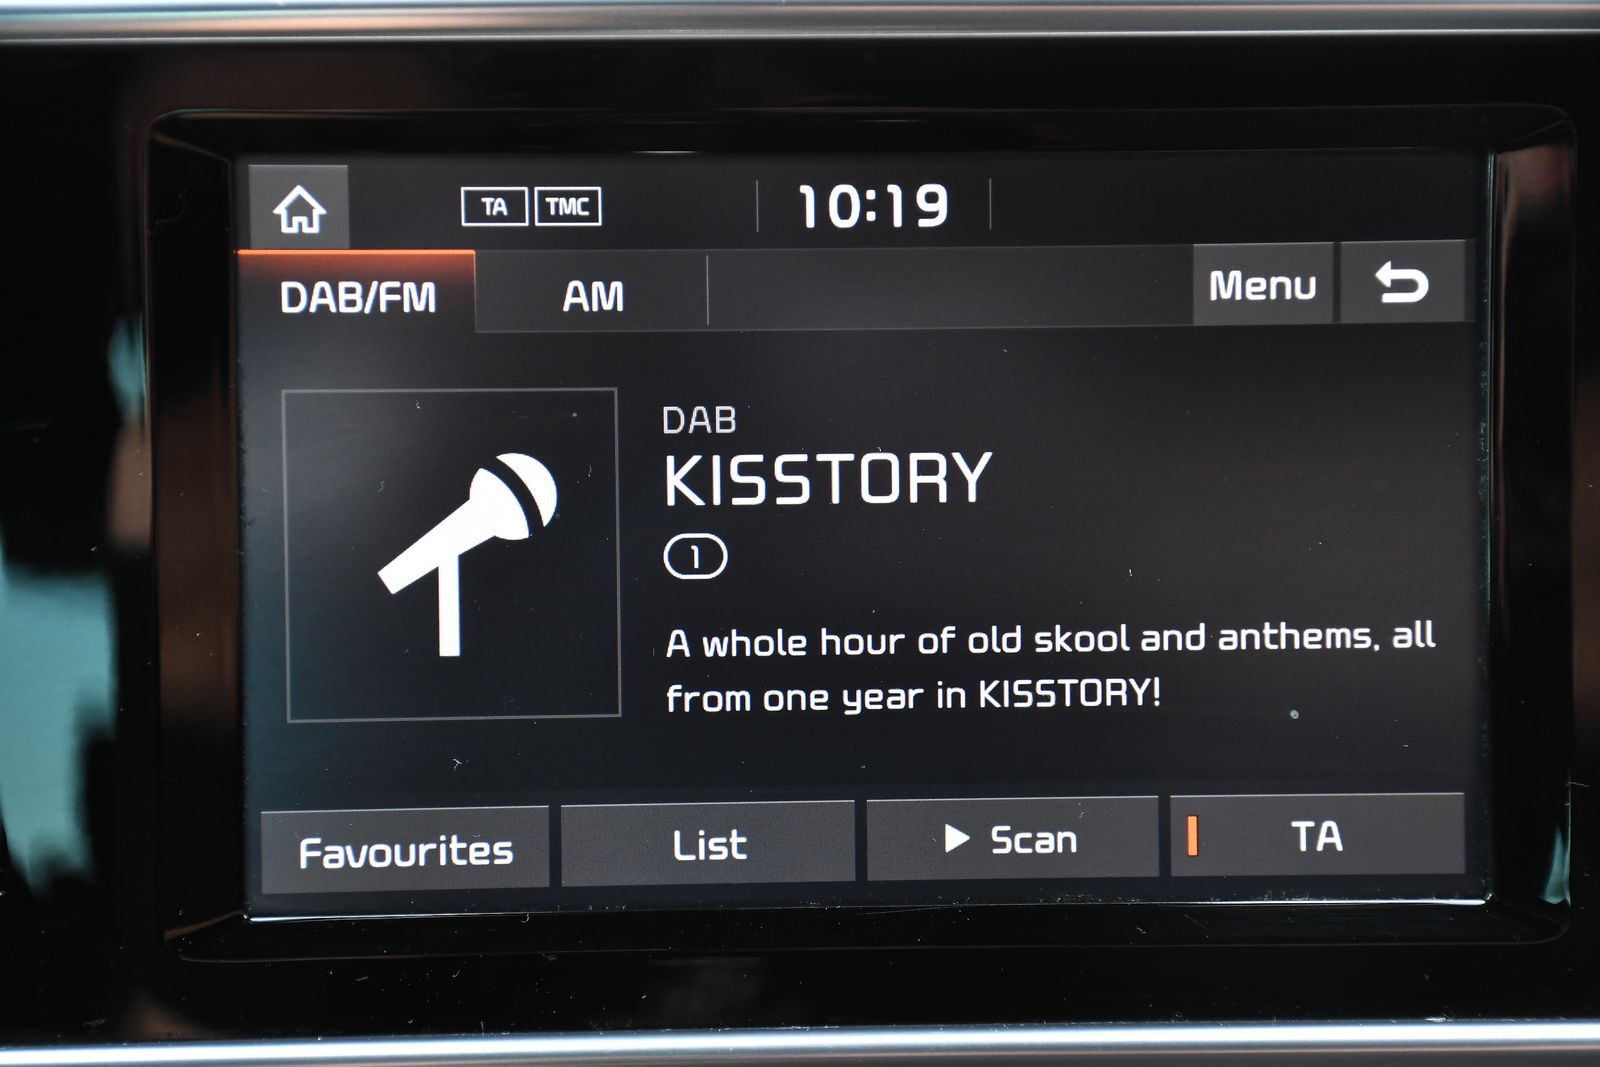 TA TMC 10:19
DAB/FM AM Menu
DAB
KISSTORY
1
A whole hour of old skool and anthems, all
from one year in KISSTORY!
Favourites List Scan TA